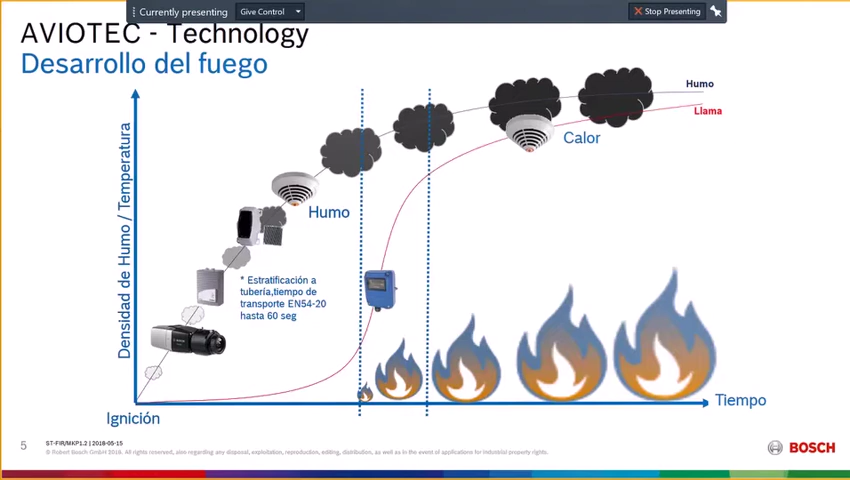 Currently presenting
Give Control
Stop Presenting
AVIOTEC - Technology
Desarrollo del fuego
Humo
Llama
Calor
Humo
* Estratificación a
tubería,tiempo de
transporte EN54-20
hasta 60 seg
Densidad de Humo / Temperatura
Tiempo
Ignición
5
ST-FIR/MKP1.2 | 2018-05-15
© Robert Bosch GmbH 2018. All rights reserved, also regarding any disposal, exploitation, reproduction, editing, distribution, as well as in the event of applications for industrial property rights.
BOSCH